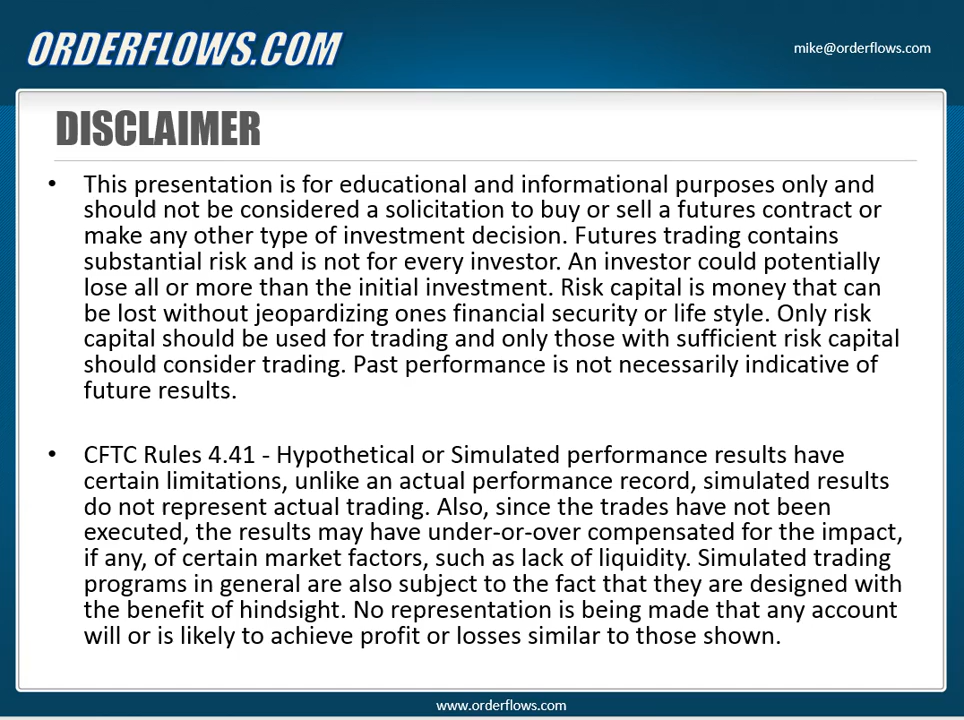 ORDERFLOWS.COM
mike@orderflows.com
DISCLAIMER
• This presentation is for educational and informational purposes only and
should not be considered a solicitation to buy or sell a futures contract or
make any other type of investment decision. Futures trading contains
substantial risk and is not for every investor. An investor could potentially
lose all or more than the initial investment. Risk capital is money that can
be lost without jeopardizing ones financial security or life style. Only risk
capital should be used for trading and only those with sufficient risk capital
should consider trading. Past performance is not necessarily indicative of
future results.
• CFTC Rules 4.41 - Hypothetical or Simulated performance results have
certain limitations, unlike an actual performance record, simulated results
do not represent actual trading. Also, since the trades have not been
executed, the results may have under-or-over compensated for the impact,
if any, of certain market factors, such as lack of liquidity. Simulated trading
programs in general are also subject to the fact that they are designed with
the benefit of hindsight. No representation is being made that any account
will or is likely to achieve profit or losses similar to those shown.
www.orderflows.com